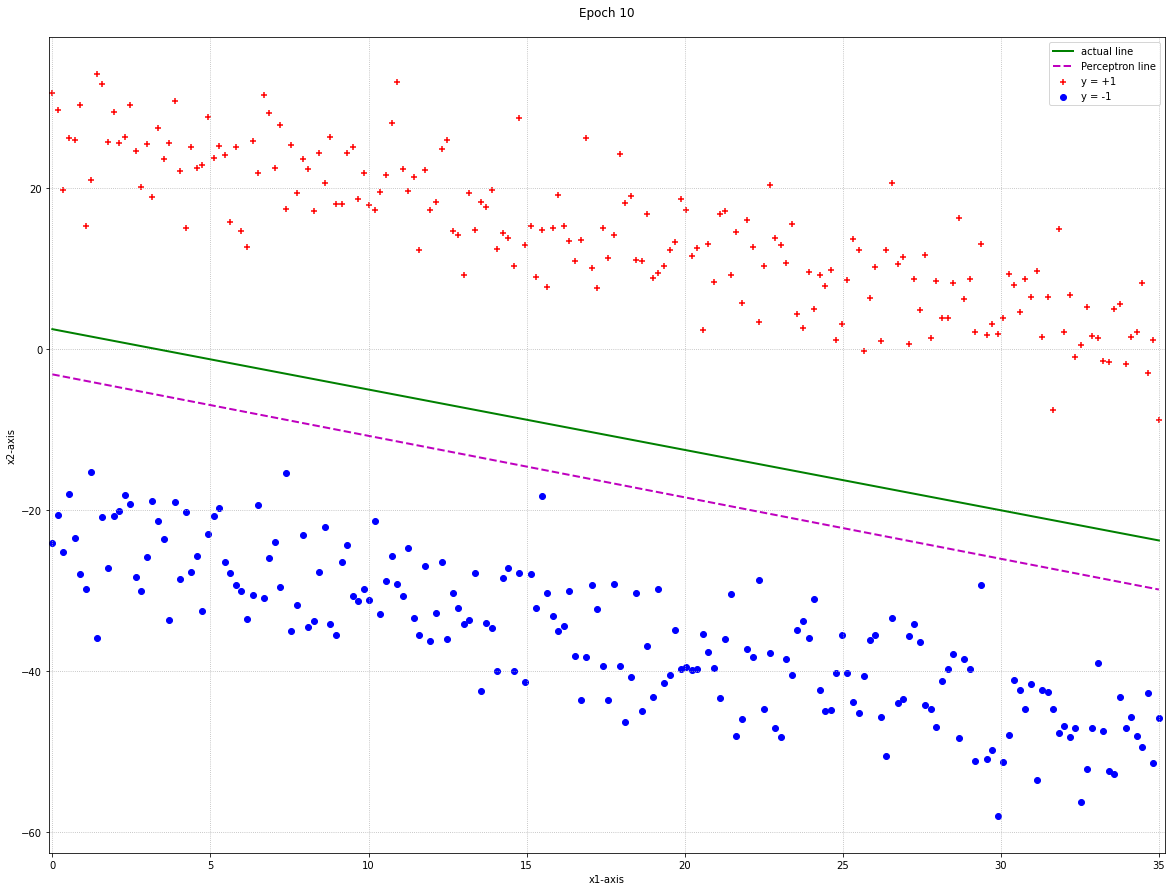 Epoch 10
actual line
Perceptron line
y = +1
y = -1
20
0
−20
−40
−60
x2-axis
0 5 10 15 20 25 30 35
x1-axis